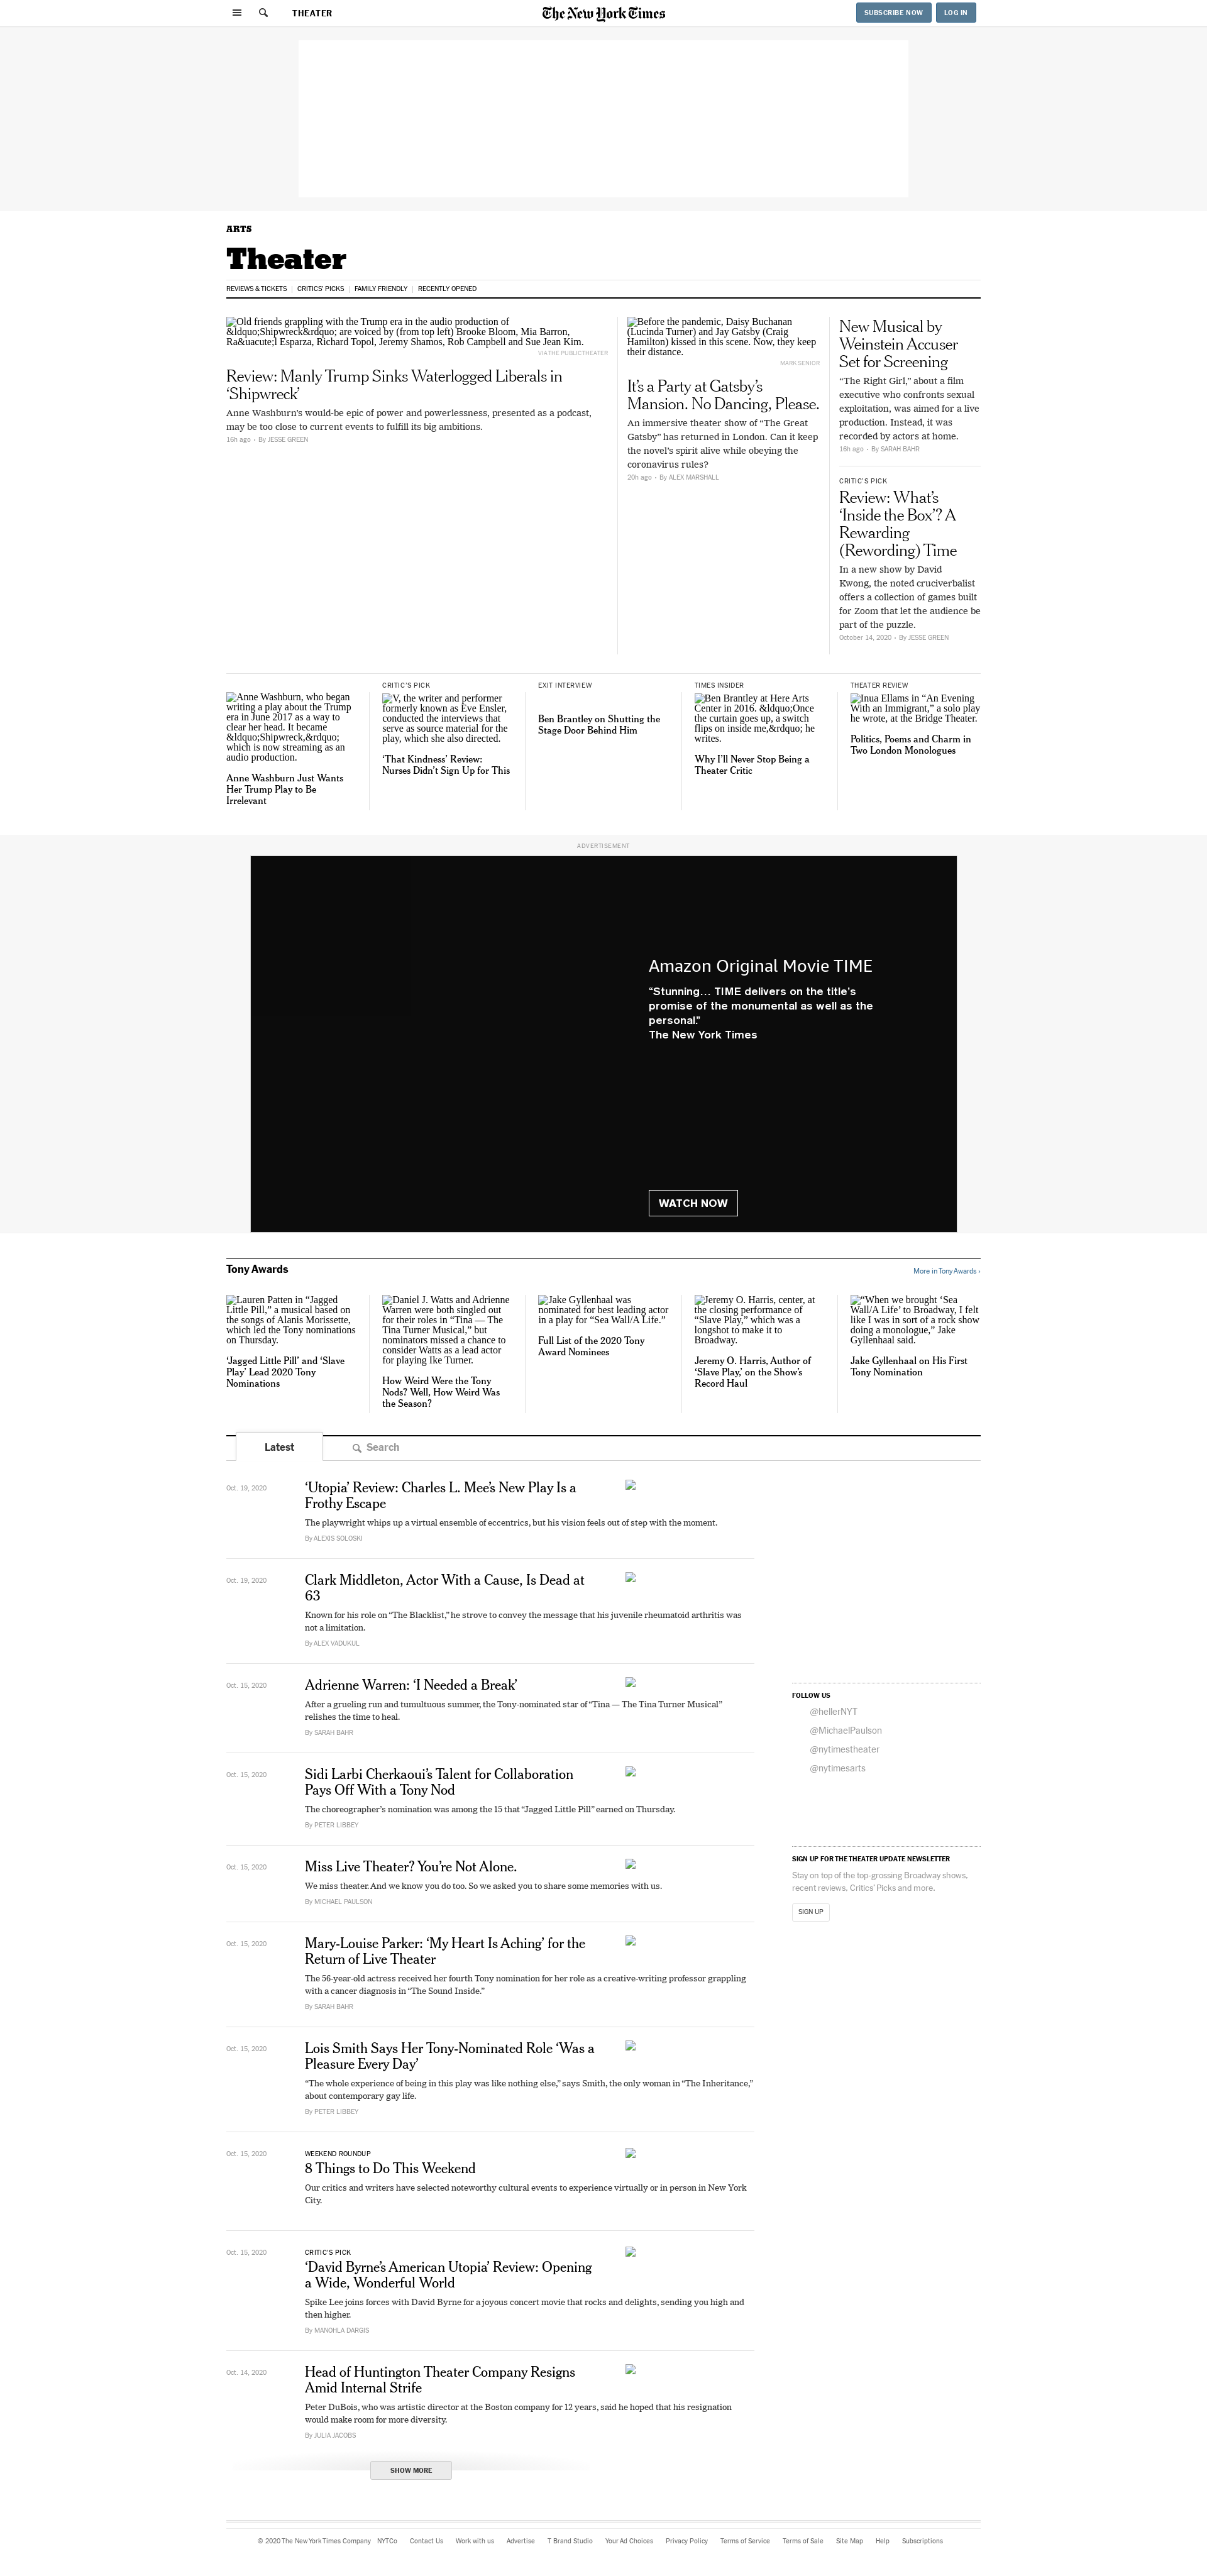 THEATER
The New York Times
SUBSCRIBE NOW
LOG IN
ARTS
Theater
REVIEWS & TICKETS
CRITICS' PICKS
FAMILY FRIENDLY
RECENTLY OPENED
Old friends grappling with the Trump era in the audio production of
&ldquo;Shipwreck&rdquo; are voiced by (from top left) Brooke Bloom, Mia Barron,
Ra&uacute;l Esparza, Richard Topol, Jeremy Shamos, Rob Campbell and Sue Jean Kim.
VIA THE PUBLIC THEATER
Review: Manly Trump Sinks Waterlogged Liberals in
‘Shipwreck’
Anne Washburn’s would-be epic of power and powerlessness, presented as a podcast,
may be too close to current events to fulfill its big ambitions.
16h ago - By JESSE GREEN
Before the pandemic, Daisy Buchanan
(Lucinda Turner) and Jay Gatsby (Craig
Hamilton) kissed in this scene. Now, they keep
their distance.
MARK SENIOR
It’s a Party at Gatsby’s
Mansion. No Dancing, Please.
An immersive theater show of “The Great
Gatsby” has returned in London. Can it keep
the novel’s spirit alive while obeying the
coronavirus rules?
20h ago - By ALEX MARSHALL
New Musical by
Weinstein Accuser
Set for Screening
“The Right Girl,” about a film
executive who confronts sexual
exploitation, was aimed for a live
production. Instead, it was
recorded by actors at home.
16h ago - By SARAH BAHR
CRITIC’S PICK
Review: What’s
‘Inside the Box’? A
Rewarding
(Rewording) Time
In a new show by David
Kwong, the noted cruciverbalist
offers a collection of games built
for Zoom that let the audience be
part of the puzzle.
October 14, 2020 - By JESSE GREEN
Anne Washburn, who began
writing a play about the Trump
era in June 2017 as a way to
clear her head. It became
&ldquo;Shipwreck,&rdquo;
which is now streaming as an
audio production.
Anne Washburn Just Wants
Her Trump Play to Be
Irrelevant
CRITIC’S PICK
V, the writer and performer
formerly known as Eve Ensler,
conducted the interviews that
serve as source material for the
play, which she also directed.
‘That Kindness’ Review:
Nurses Didn’t Sign Up for This
EXIT INTERVIEW
Ben Brantley on Shutting the
Stage Door Behind Him
TIMES INSIDER
Ben Brantley at Here Arts
Center in 2016. &ldquo;Once
the curtain goes up, a switch
flips on inside me,&rdquo; he
writes.
Why I’ll Never Stop Being a
Theater Critic
THEATER REVIEW
Inua Ellams in “An Evening
With an Immigrant,” a solo play
he wrote, at the Bridge Theater.
Politics, Poems and Charm in
Two London Monologues
ADVERTISEMENT
Amazon Original Movie TIME
“Stunning... TIME delivers on the title’s
promise of the monumental as well as the
personal.”
The New York Times
WATCH NOW
Tony Awards
More in Tony Awards ›
Lauren Patten in “Jagged
Little Pill,” a musical based on
the songs of Alanis Morissette,
which led the Tony nominations
on Thursday.
‘Jagged Little Pill’ and ‘Slave
Play’ Lead 2020 Tony
Nominations
Daniel J. Watts and Adrienne
Warren were both singled out
for their roles in “Tina — The
Tina Turner Musical,” but
nominators missed a chance to
consider Watts as a lead actor
for playing Ike Turner.
How Weird Were the Tony
Nods? Well, How Weird Was
the Season?
Jake Gyllenhaal was
nominated for best leading actor
in a play for “Sea Wall/A Life.”
Full List of the 2020 Tony
Award Nominees
Jeremy O. Harris, center, at
the closing performance of
“Slave Play,” which was a
longshot to make it to
Broadway.
Jeremy O. Harris, Author of
‘Slave Play,’ on the Show’s
Record Haul
“When we brought ‘Sea
Wall/A Life’ to Broadway, I felt
like I was in sort of a rock show
doing a monologue,” Jake
Gyllenhaal said.
Jake Gyllenhaal on His First
Tony Nomination
Latest
Search
Oct. 19, 2020
‘Utopia’ Review: Charles L. Mee’s New Play Is a
Frothy Escape
The playwright whips up a virtual ensemble of eccentrics, but his vision feels out of step with the moment.
By ALEXIS SOLOSKI
Oct. 19, 2020
Clark Middleton, Actor With a Cause, Is Dead at
63
Known for his role on “The Blacklist,” he strove to convey the message that his juvenile rheumatoid arthritis was
not a limitation.
By ALEX VADUKUL
Oct. 15, 2020
Adrienne Warren: ‘I Needed a Break’
After a grueling run and tumultuous summer, the Tony-nominated star of “Tina — The Tina Turner Musical”
relishes the time to heal.
By SARAH BAHR
Oct. 15, 2020
Sidi Larbi Cherkaoui’s Talent for Collaboration
Pays Off With a Tony Nod
The choreographer’s nomination was among the 15 that “Jagged Little Pill” earned on Thursday.
By PETER LIBBEY
Oct. 15, 2020
Miss Live Theater? You’re Not Alone.
We miss theater. And we know you do too. So we asked you to share some memories with us.
By MICHAEL PAULSON
Oct. 15, 2020
Mary-Louise Parker: ‘My Heart Is Aching’ for the
Return of Live Theater
The 56-year-old actress received her fourth Tony nomination for her role as a creative-writing professor grappling
with a cancer diagnosis in “The Sound Inside.”
By SARAH BAHR
Oct. 15, 2020
Lois Smith Says Her Tony-Nominated Role ‘Was a
Pleasure Every Day’
“The whole experience of being in this play was like nothing else,” says Smith, the only woman in “The Inheritance,”
about contemporary gay life.
By PETER LIBBEY
Oct. 15, 2020
WEEKEND ROUNDUP
8 Things to Do This Weekend
Our critics and writers have selected noteworthy cultural events to experience virtually or in person in New York
City.
Oct. 15, 2020
CRITIC’S PICK
‘David Byrne’s American Utopia’ Review: Opening
a Wide, Wonderful World
Spike Lee joins forces with David Byrne for a joyous concert movie that rocks and delights, sending you high and
then higher.
By MANOHLA DARGIS
Oct. 14, 2020
Head of Huntington Theater Company Resigns
Amid Internal Strife
Peter DuBois, who was artistic director at the Boston company for 12 years, said he hoped that his resignation
would make room for more diversity.
By JULIA JACOBS
SHOW MORE
FOLLOW US
@hellerNYT
@MichaelPaulson
@nytimestheater
@nytimesarts
SIGN UP FOR THE THEATER UPDATE NEWSLETTER
Stay on top of the top-grossing Broadway shows,
recent reviews, Critics’ Picks and more.
SIGN UP
© 2020 The New York Times Company
NYTCo
Contact Us
Work with us
Advertise
T Brand Studio
Your Ad Choices
Privacy Policy
Terms of Service
Terms of Sale
Site Map
Help
Subscriptions